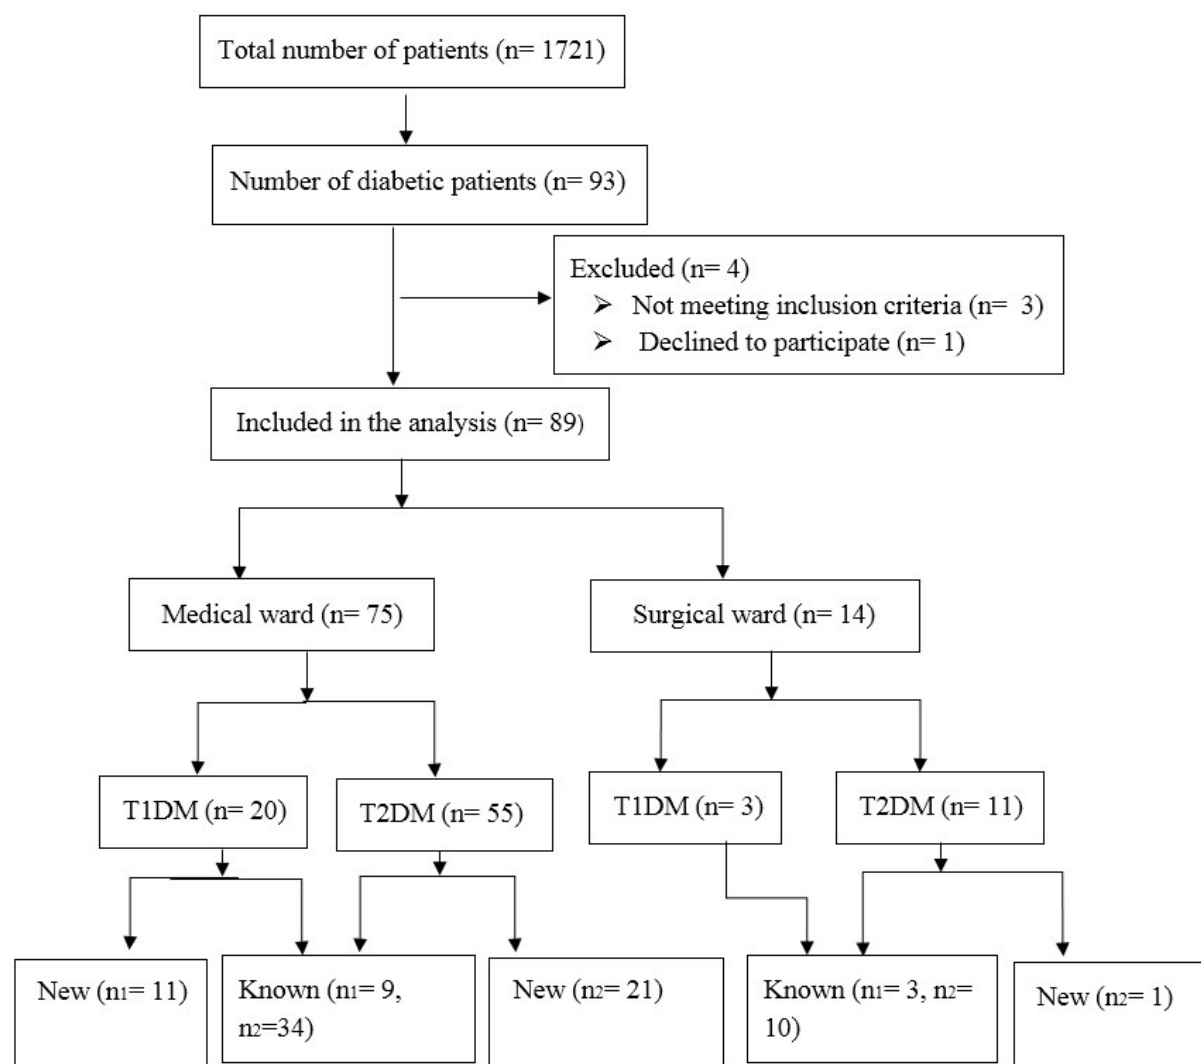 Total number of patients (n= 1721)
Number of diabetic patients (n= 93)
Excluded (n= 4)
➢ Not meeting inclusion criteria (n=  3)
➢ Declined to participate (n= 1)
Included in the analysis (n= 89)
Medical ward (n= 75)
Surgical ward (n= 14)
T1DM (n= 20)
T2DM (n= 55)
T1DM (n= 3)
T2DM (n= 11)
New (n1= 11)
Known (n1= 9,
n2=34)
New (n2= 21)
Known (n1= 3, n2=
10)
New (n2= 1)